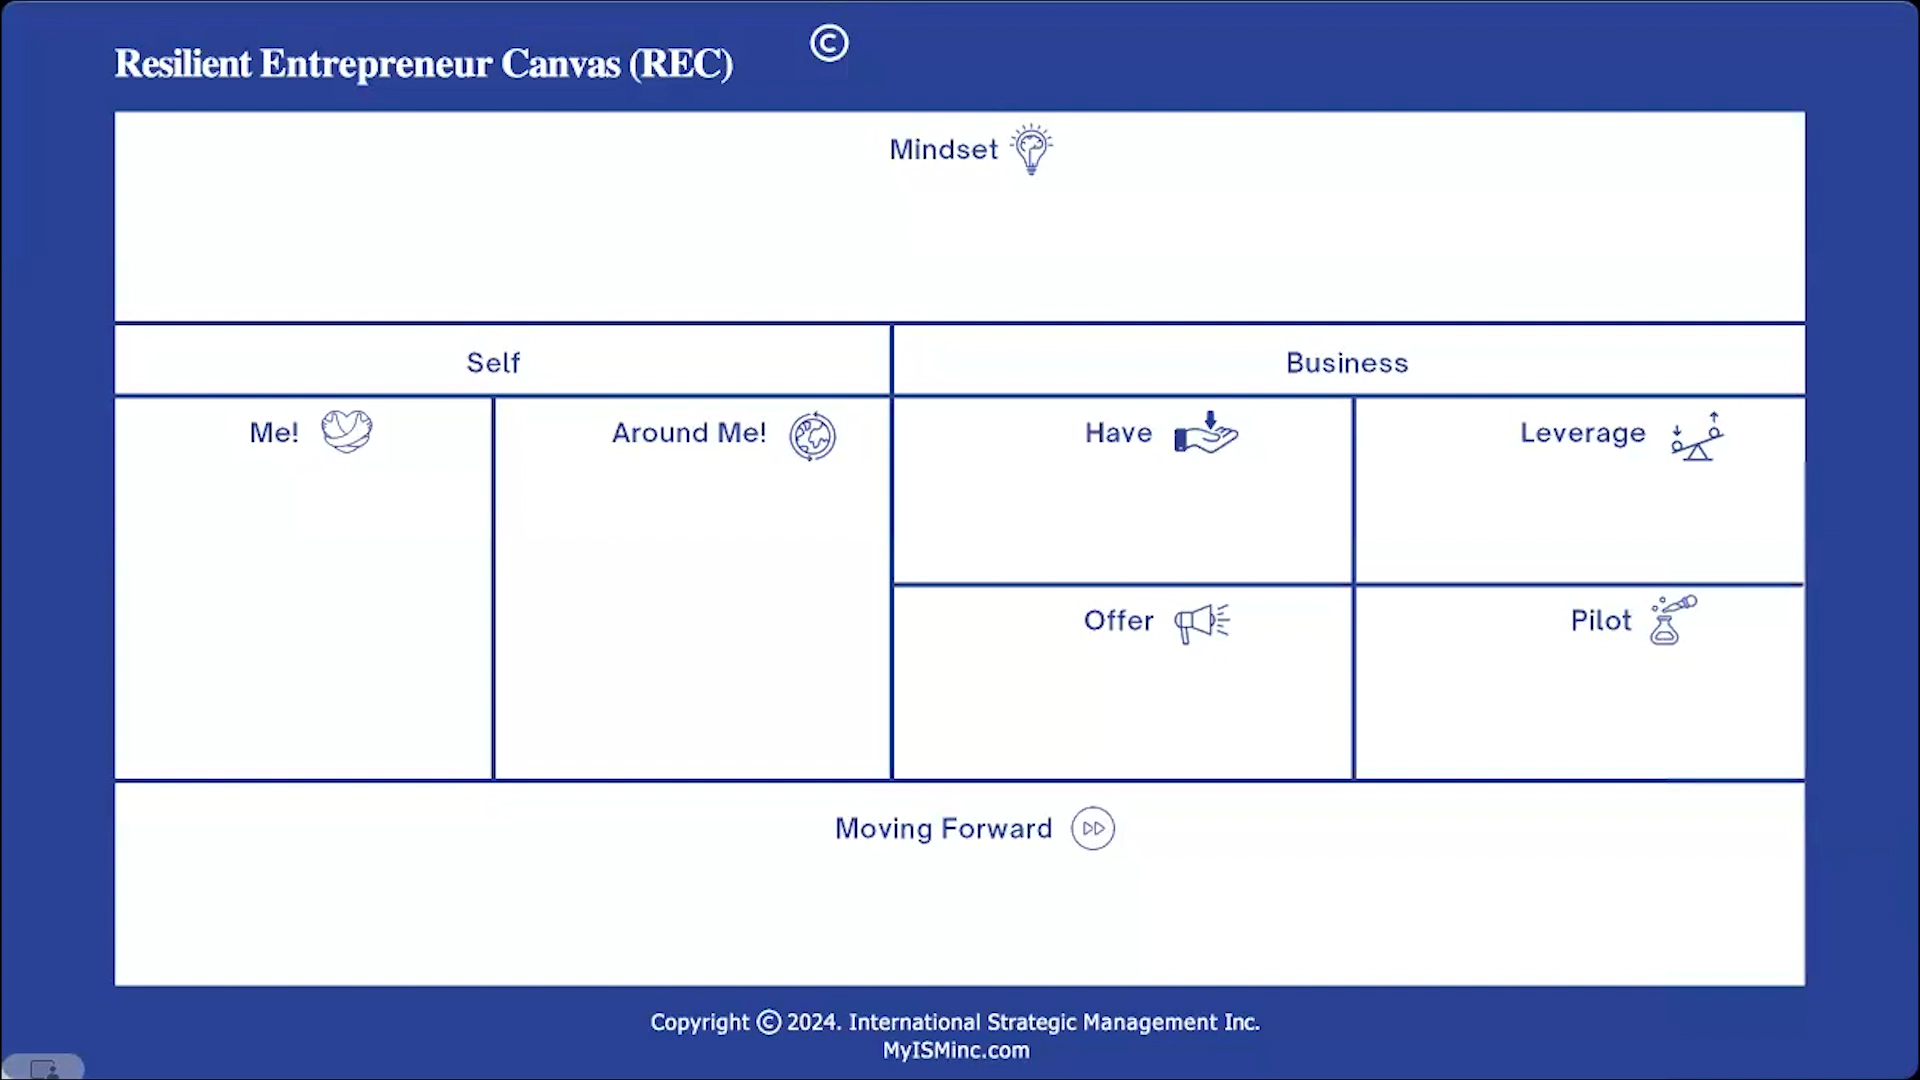 Resilient Entrepreneur Canvas (REC) ©
Mindset
Self Business
Me! Around Me! Have Leverage
Offer Pilot
Moving Forward
Copyright © 2024. International Strategic Management Inc.
MyISMinc.com